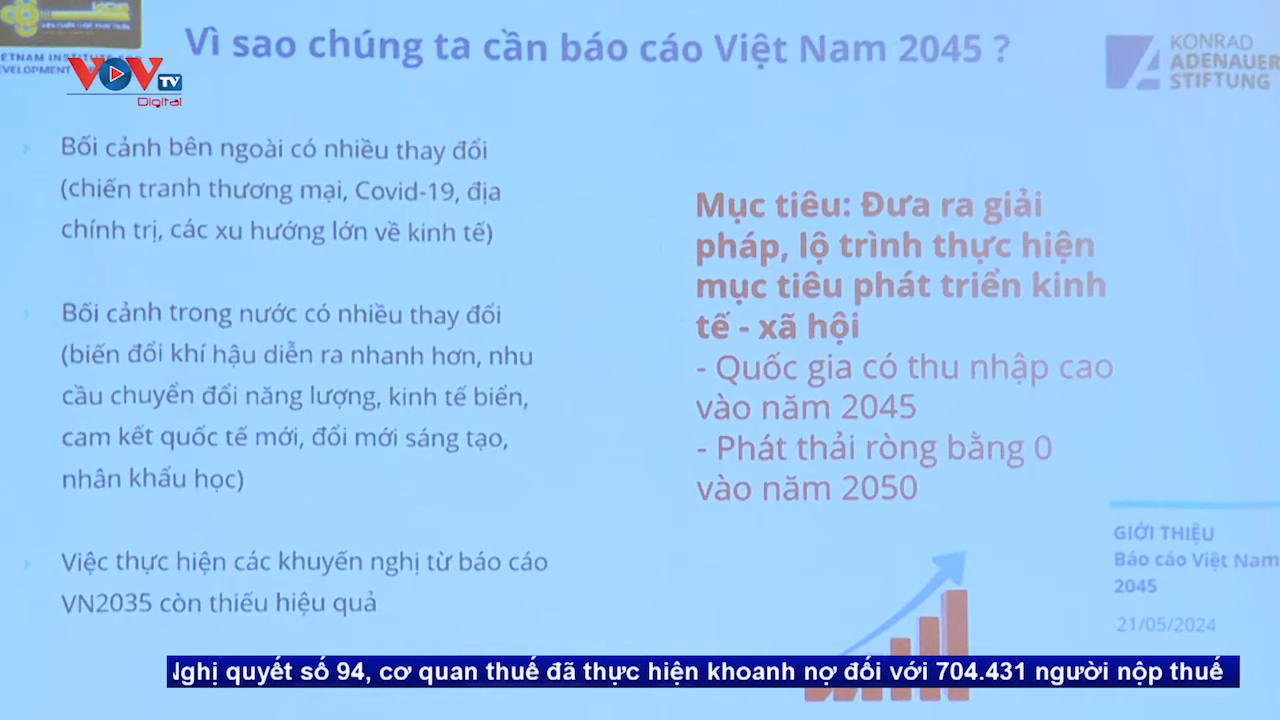 Vì sao chúng ta cần báo cáo Việt Nam 2045 ?
KONRAD
ADENAUER
STIFTUNG
VOV TV
Digital
Bối cảnh bên ngoài có nhiều thay đổi
(chiến tranh thương mại, Covid-19, địa
chính trị, các xu hướng lớn về kinh tế)
Bối cảnh trong nước có nhiều thay đổi
(biến đổi khí hậu diễn ra nhanh hơn, nhu
cầu chuyển đổi năng lượng, kinh tế biển,
cam kết quốc tế mới, đổi mới sáng tạo,
nhân khẩu học)
Việc thực hiện các khuyến nghị từ báo cáo
VN2035 còn thiếu hiệu quả
Mục tiêu: Đưa ra giải
pháp, lộ trình thực hiện
mục tiêu phát triển kinh
tế - xã hội
- Quốc gia có thu nhập cao
vào năm 2045
- Phát thải ròng bằng 0
vào năm 2050
GIỚI THIỆU
Báo cáo Việt Nam
2045
21/05/2024
Nghị quyết số 94, cơ quan thuế đã thực hiện khoanh nợ đối với 704.431 người nộp thuế